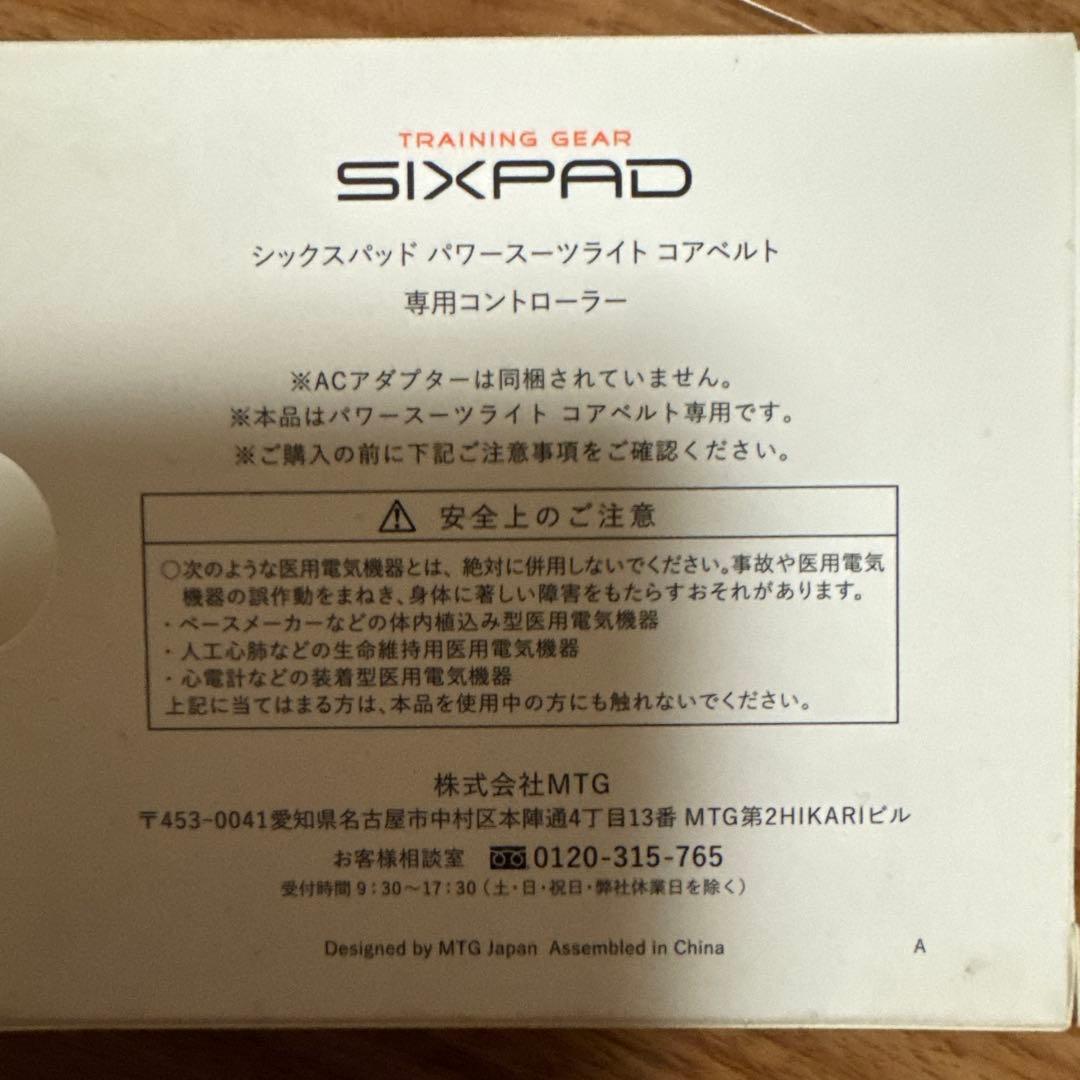 TRAINING GEAR
SIXPAD
シックスパッド パワースーツライト コアベルト
専用コントローラー
※ACアダプターは同梱されていません。
※本品はパワースーツライト コアベルト専用です。
※ご購入の前に下記ご注意事項をご確認ください。
⚠ 安全上のご注意
○次のような医用電気機器とは、絶対に併用しないでください。事故や医用電気
機器の誤作動をまねき、身体に著しい障害をもたらすおそれがあります。
・ペースメーカーなどの体内植込み型医用電気機器
・人工心肺などの生命維持用医用電気機器
・心電計などの装着型医用電気機器
上記に当てはまる方は、本品を使用中の方にも触れないでください。
株式会社MTG
〒453-0041愛知県名古屋市中村区本陣通4丁目13番 MTG第2HIKARIビル
お客様相談室 0120-315-765
受付時間 9:30～17:30（土・日・祝日・弊社休業日を除く）
Designed by MTG Japan Assembled in China
A